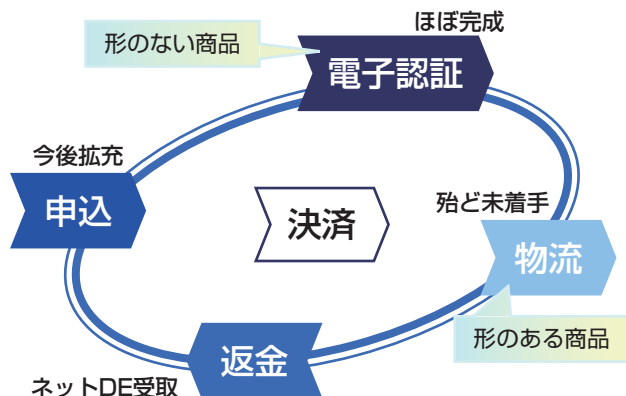 ほぼ完成
形のない商品
電子認証
今後拡充
申込
決済
殆ど未着手
物流
形のある商品
返金
ネットDE受取